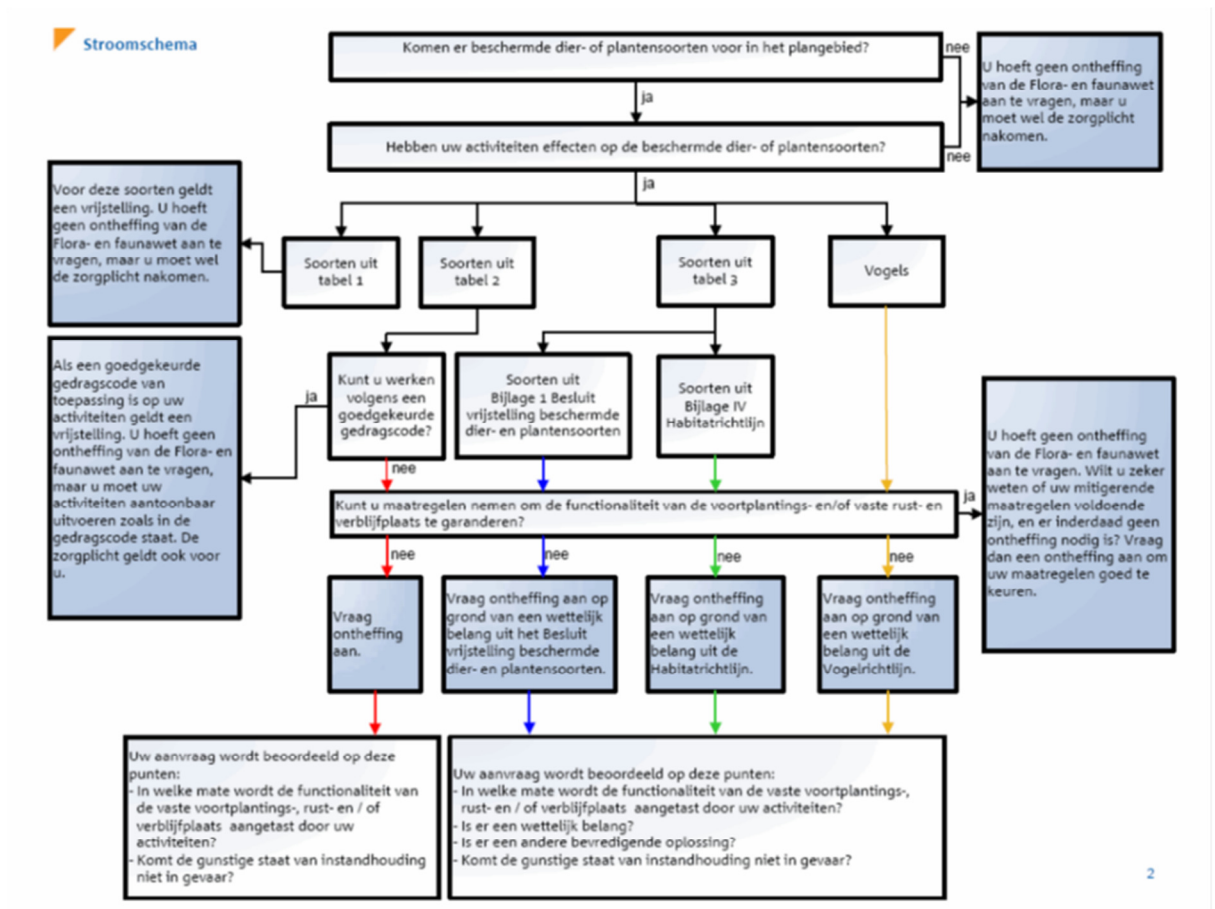 Stroomschema
Komen er beschermde dier- of plantensoorten voor in het plangebied?
nee
U hoeft geen ontheffing
van de Flora- en faunawet
aan te vragen, maar u
moet wel de zorgplicht
nakomen.
ja
Hebben uw activiteiten effecten op de beschermde dier- of plantensoorten?
nee
ja
Voor deze soorten geldt
een vrijstelling. U hoeft
geen ontheffing van de
Flora- en faunawet aan te
vragen, maar u moet wel
de zorgplicht nakomen.
Soorten uit
tabel 1
Soorten uit
tabel 2
Soorten uit
tabel 3
Vogels
Als een goedgekeurde
gedragscode van
toepassing is op uw
activiteiten geldt een
vrijstelling. U hoeft geen
ontheffing van de Flora- en
faunawet aan te vragen,
maar u moet uw
activiteiten aantoonbaar
uitvoeren zoals in de
gedragscode staat. De
zorgplicht geldt ook voor
u.
ja
Kunt u werken
volgens een
goedgekeurde
gedragscode?
Soorten uit
Bijlage 1 Besluit
vrijstelling beschermde
dier- en plantensoorten
Soorten uit
Bijlage IV
Habitatrichtlijn
nee
Kunt u maatregelen nemen om de functionaliteit van de voortplantings- en/of vaste rust- en
verblijfplaats te garanderen?
ja
U hoeft geen ontheffing
van de Flora- en faunawet
aan te vragen. Wilt u zeker
weten of uw mitigerende
maatregelen voldoende
zijn, en er inderdaad geen
ontheffing nodig is? Vraag
dan een ontheffing aan om
uw maatregelen goed te
keuren.
nee
nee
nee
nee
Vraag
ontheffing
aan.
Vraag ontheffing aan op
grond van een wettelijk
belang uit het Besluit
vrijstelling beschermde
dier- en plantensoorten.
Vraag ontheffing
aan op grond van
een wettelijk
belang uit de
Habitatrichtlijn.
Vraag ontheffing
aan op grond van
een wettelijk
belang uit de
Vogelrichtlijn.
Uw aanvraag wordt beoordeeld op deze
punten:
- In welke mate wordt de functionaliteit van
de vaste voortplantings-, rust- en / of
verblijfplaats aangetast door uw
activiteiten?
- Komt de gunstige staat van instandhouding
niet in gevaar?
Uw aanvraag wordt beoordeeld op deze punten:
- In welke mate wordt de functionaliteit van de vaste voortplantings-,
rust- en / of verblijfplaats aangetast door uw activiteiten?
- Is er een wettelijk belang?
- Is er een andere bevredigende oplossing?
- Komt de gunstige staat van instandhouding niet in gevaar?
2